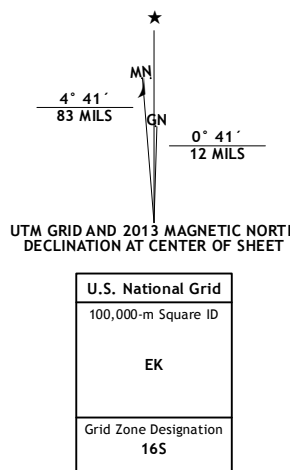 ★
MN
4° 41´
83 MILS
GN
0° 41´
12 MILS
UTM GRID AND 2013 MAGNETIC NORTH
DECLINATION AT CENTER OF SHEET
U.S. National Grid
100,000-m Square ID
EK
Grid Zone Designation
16S